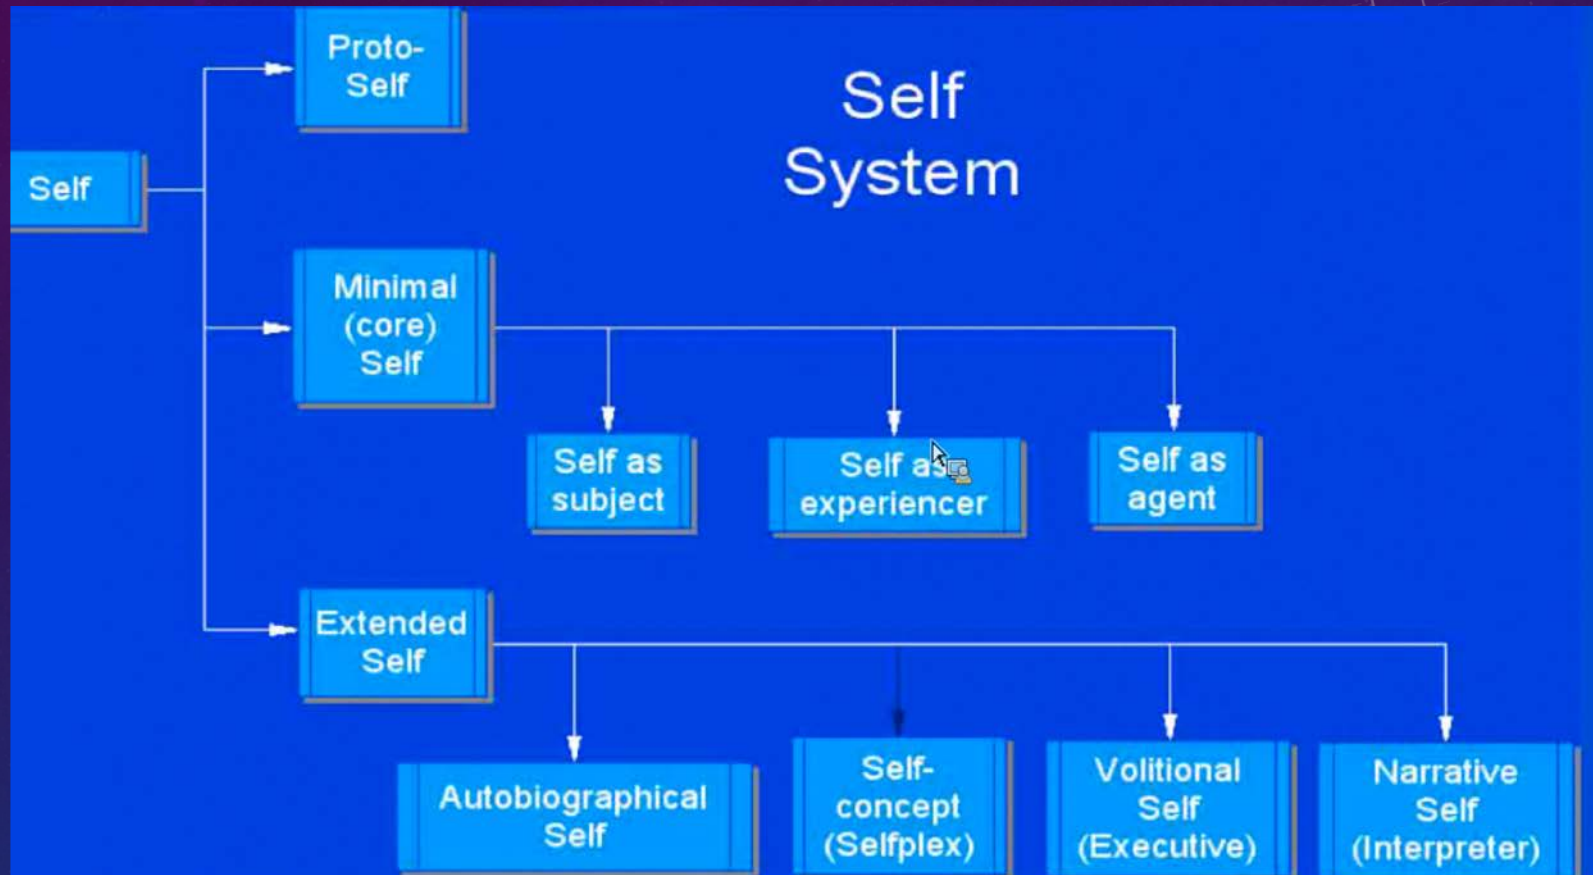 Proto-
Self
Self
System
Self
Minimal
(core)
Self
Self as
subject
Self as
experiencer
Self as
agent
Extended
Self
Autobiographical
Self
Self-
concept
(Selfplex)
Volitional
Self
(Executive)
Narrative
Self
(Interpreter)